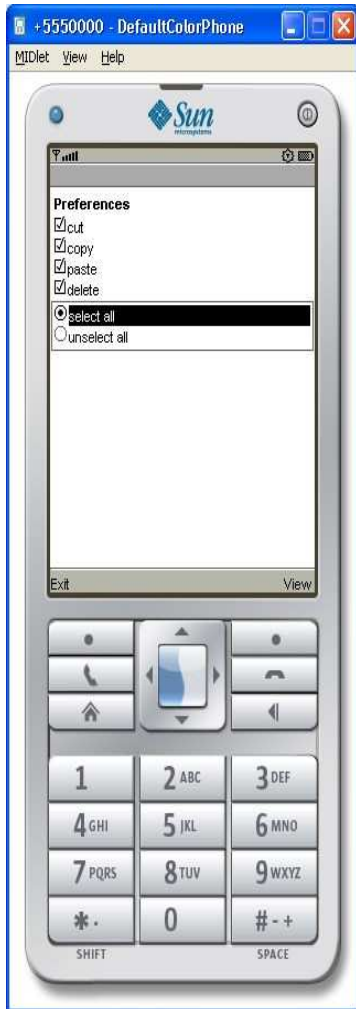 +5550000 - DefaultColorPhone
MIDlet View Help
Sun
microsystems
Preferences
cut
copy
paste
delete
select all
unselect all
Exit View
1 2 ABC 3 DEF
4 GHI 5 JKL 6 MNO
7 PQRS 8 TUV 9 WXYZ
* . 0 # - +
SHIFT SPACE